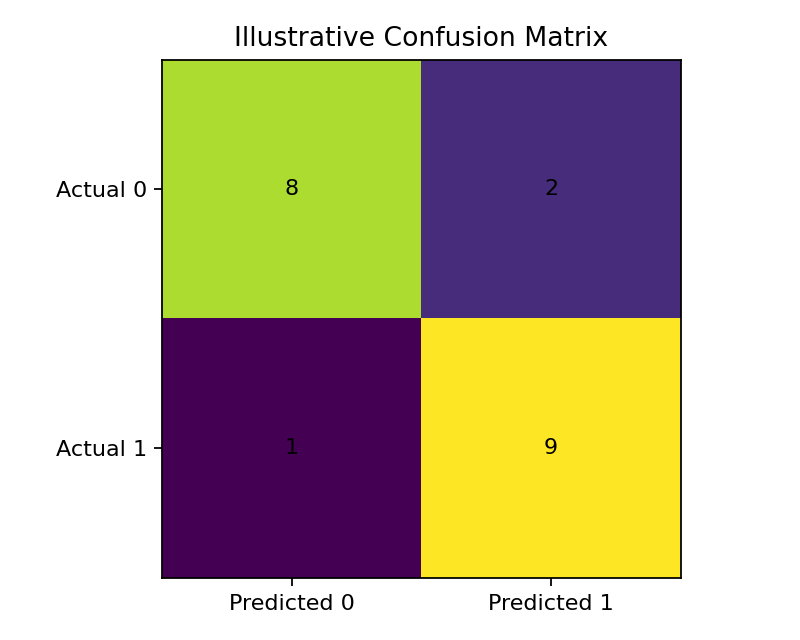 Illustrative Confusion Matrix
Actual 0
8
2
Actual 1
1
9
Predicted 0
Predicted 1